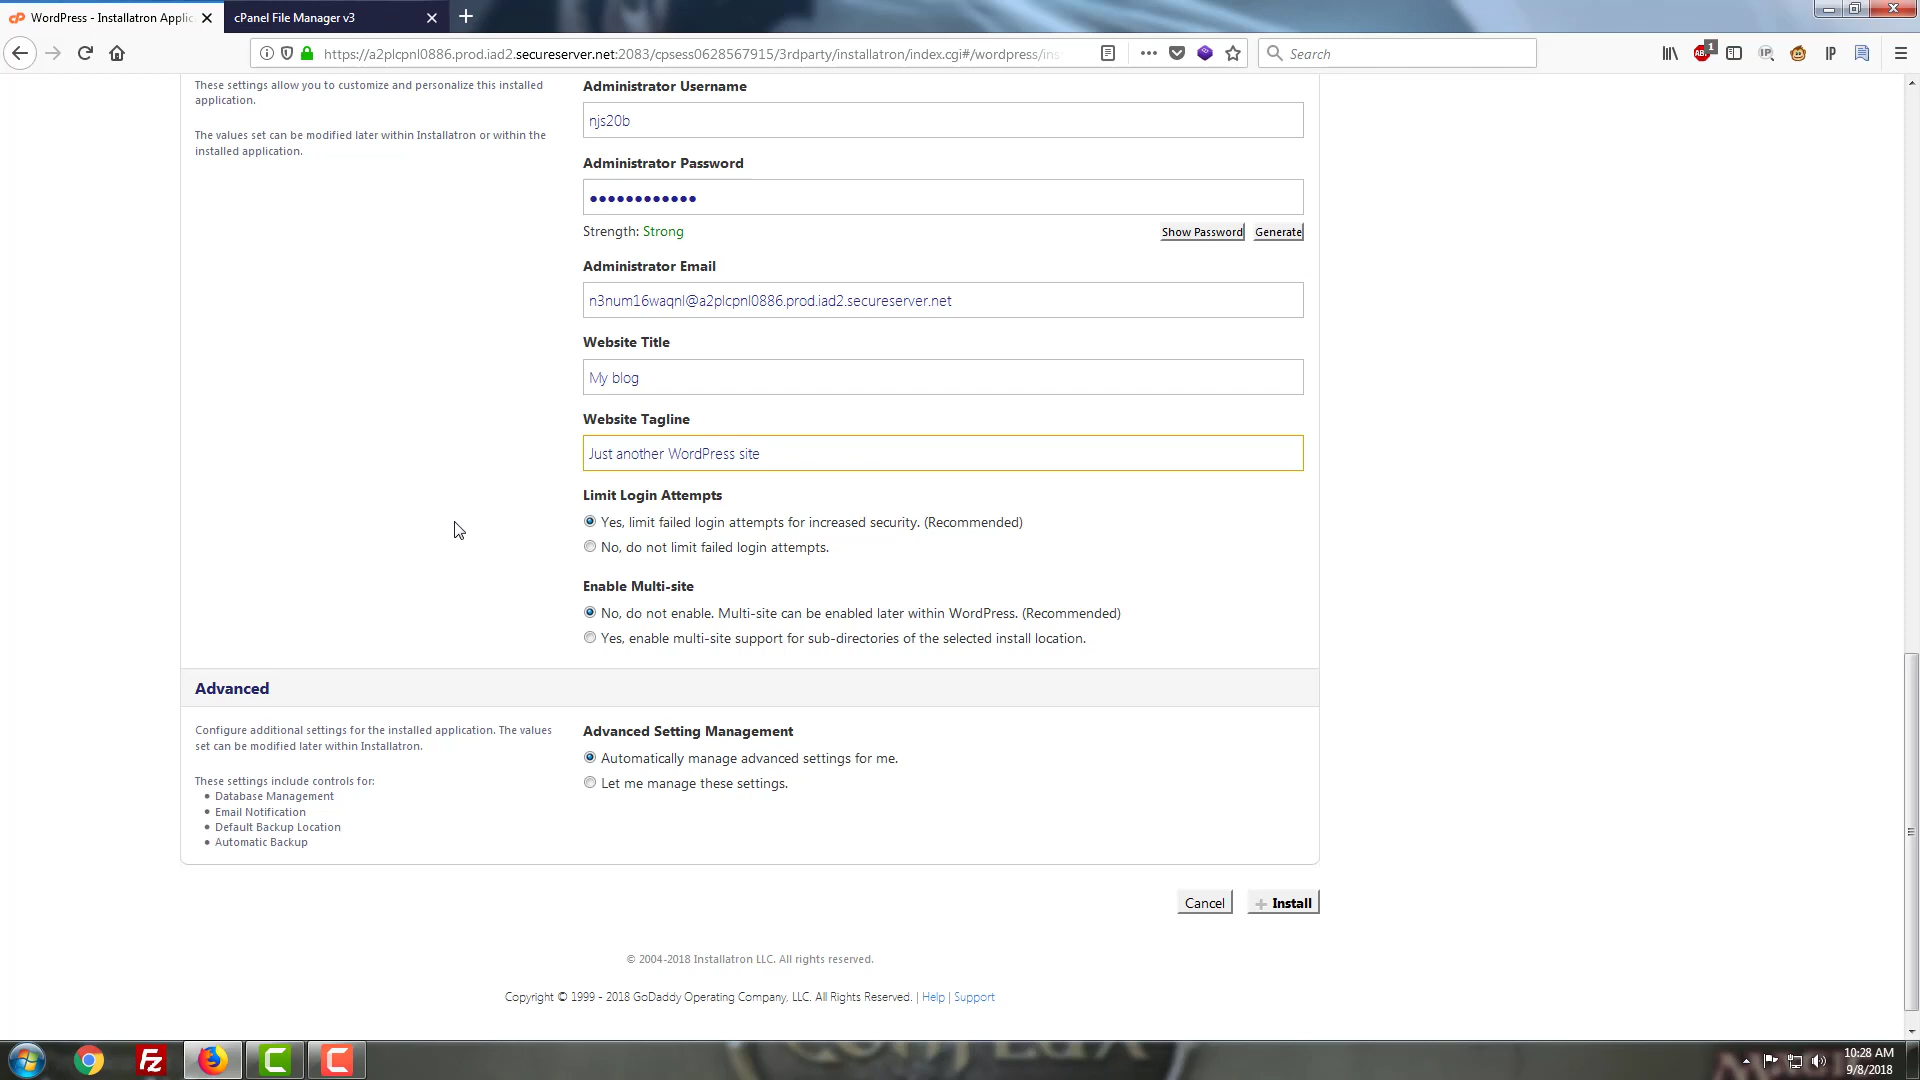 WordPress - Installatron Applic
cPanel File Manager v3
https://a2plcpnl0886.prod.iad2.secureserver.net:2083/cpsess0628567915/3rdparty/installatron/index.cgi#/wordpress/ins
Search
1
These settings allow you to customize and personalize this installed
application.
The values set can be modified later within Installatron or within the
installed application.
Administrator Username
njs20b
Administrator Password
Strength: Strong
Show Password
Generate
Administrator Email
n3num16waqnl@a2plcpnl0886.prod.iad2.secureserver.net
Website Title
My blog
Website Tagline
Just another WordPress site
Limit Login Attempts
Yes, limit failed login attempts for increased security. (Recommended)
No, do not limit failed login attempts.
Enable Multi-site
No, do not enable. Multi-site can be enabled later within WordPress. (Recommended)
Yes, enable multi-site support for sub-directories of the selected install location.
Advanced
Configure additional settings for the installed application. The values
set can be modified later within Installatron.
These settings include controls for:
• Database Management
• Email Notification
• Default Backup Location
• Automatic Backup
Advanced Setting Management
Automatically manage advanced settings for me.
Let me manage these settings.
Cancel
+ Install
© 2004-2018 Installatron LLC. All rights reserved.
Copyright © 1999 - 2018 GoDaddy Operating Company, LLC. All Rights Reserved. | Help | Support
10:28 AM
9/8/2018